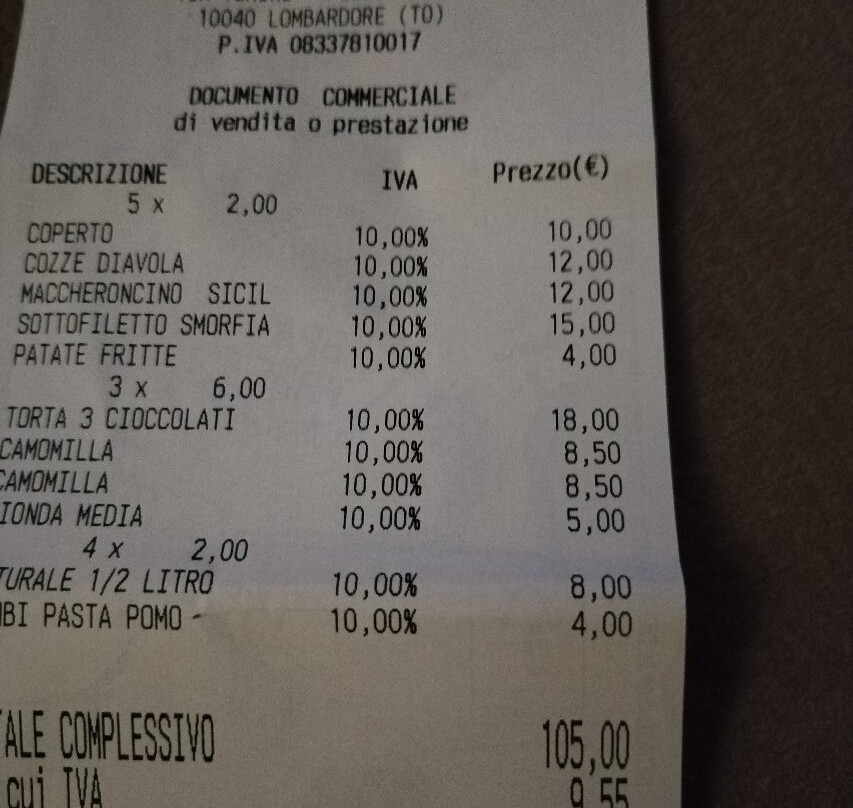 10040 LOMBARDORE (TO)
P.IVA 08337810017
DOCUMENTO COMMERCIALE
di vendita o prestazione
DESCRIZIONE IVA Prezzo(€)
5 x 2,00
COPERTO 10,00% 10,00
COZZE DIAVOLA 10,00% 12,00
MACCHERONCINO SICIL 10,00% 12,00
SOTTOFILETTO SMORFIA 10,00% 15,00
PATATE FRITTE 10,00% 4,00
3 x 6,00
TORTA 3 CIOCCOLATI 10,00% 18,00
CAMOMILLA 10,00% 8,50
CAMOMILLA 10,00% 8,50
IONDA MEDIA 10,00% 5,00
4 x 2,00
TURALE 1/2 LITRO 10,00% 8,00
MBI PASTA POMO - 10,00% 4,00
TALE COMPLESSIVO 105,00
cui IVA 9,55